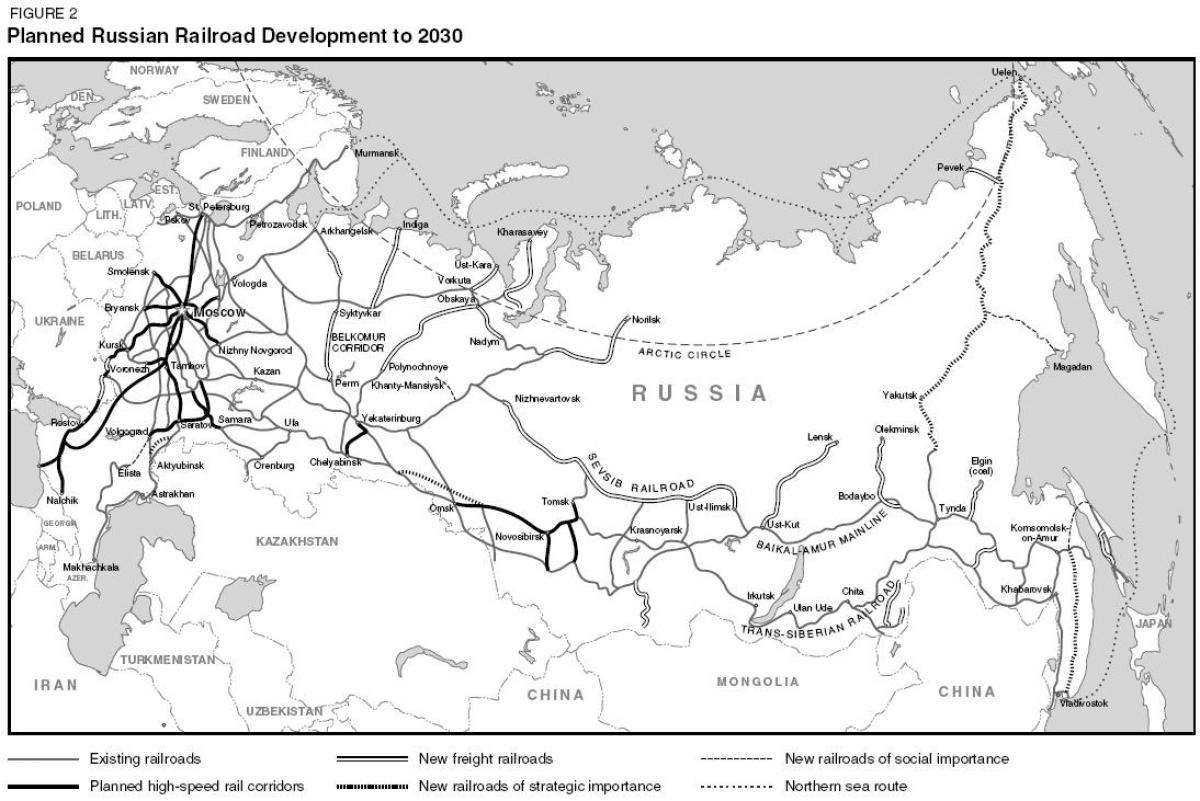 FIGURE 2
Planned Russian Railroad Development to 2030
Uelen
NORWAY
DEN.
SWEDEN
FINLAND
Murmansk
Pevek
EST.
POLAND
LATV.
LITH.
St. Petersburg
Pskov
Petrozavodsk
Arkhangelsk
Indiga
Kharasavey
BELARUS
Smolensk
Vologda
Ust-Kara
Vorkuta
Obskaya
Bryansk
Moscow
Syktyvkar
UKRAINE
Norilsk
BELKOMUR
CORRIDOR
Kursk
Nizhny Novgorod
Nadym
ARCTIC CIRCLE
Voronezh
Tambov
Kazan
Polynochnoye
Magadan
Perm
Khanty-Mansiysk
RUSSIA
Nizhnevartovsk
Yakutsk
Rostov
Volgograd
Saratov
Samara
Ufa
Yekaterinburg
Olekminsk
Lensk
Elista
Aktyubinsk
Orenburg
Chelyabinsk
SEVSIB RAILROAD
Elgin
(coal)
Nalchik
Astrakhan
Omsk
Tomsk
Ust-Ilimsk
Bodaybo
Tynda
GEORGIA
Krasnoyarsk
Ust-Kut
Komsomolsk-
on-Amur
Novosibirsk
BAIKAL-AMUR MAINLINE
KAZAKHSTAN
ARM.
Makhachkala
AZER.
Irkutsk
Chita
Khabarovsk
Ulan Ude
TRANS-SIBERIAN RAILROAD
JAPAN
TURKMENISTAN
IRAN
CHINA
MONGOLIA
CHINA
UZBEKISTAN
Vladivostok
Existing railroads
New freight railroads
New railroads of social importance
Planned high-speed rail corridors
New railroads of strategic importance
Northern sea route